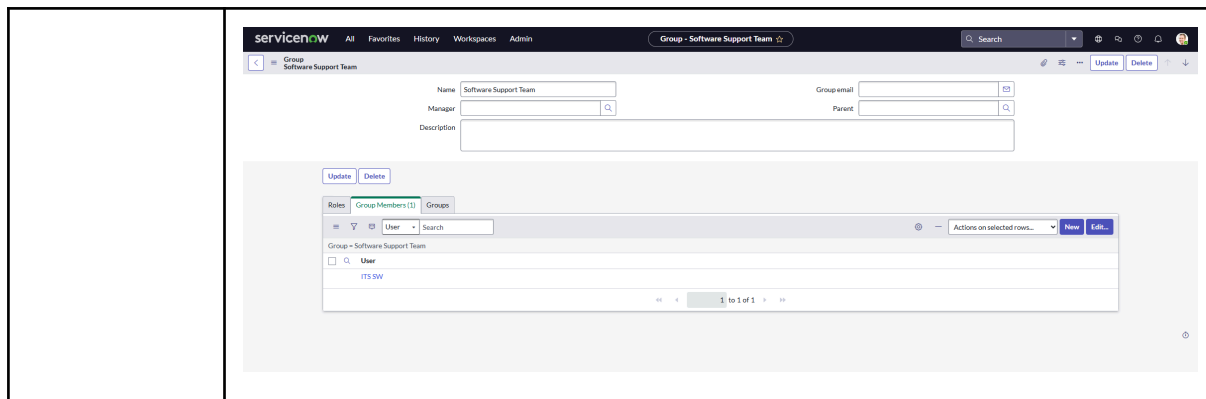 servicenow All Favorites History Workspaces Admin Group - Software Support Team Search
Group
Software Support Team
Update Delete
Name Software Support Team Group email
Manager Parent
Description
Update Delete
Roles Group Members (1) Groups
User Search Actions on selected rows... New Edit...
Group = Software Support Team
User
ITS SW
1 to 1 of 1